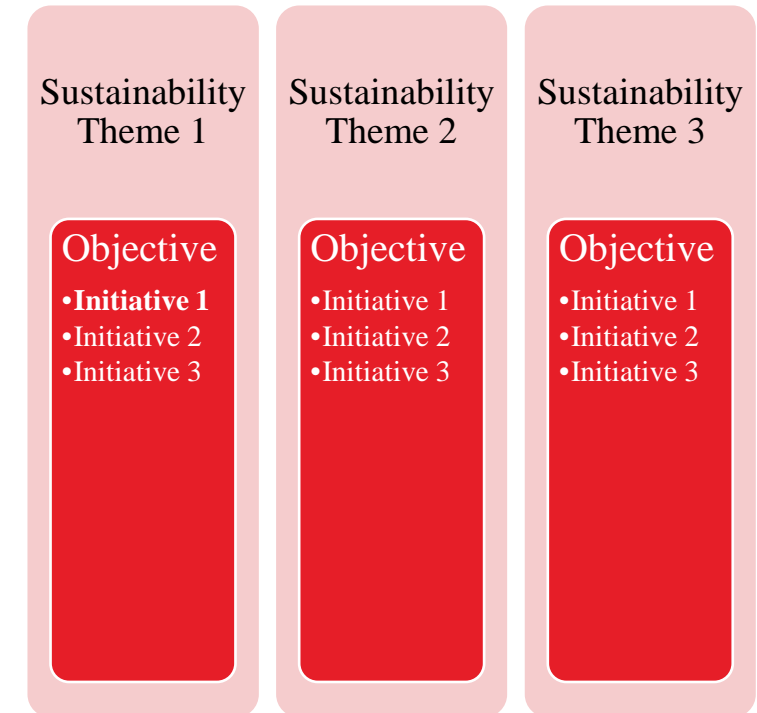 Sustainability
Theme 1
Objective
•Initiative 1
•Initiative 2
•Initiative 3
Sustainability
Theme 2
Objective
•Initiative 1
•Initiative 2
•Initiative 3
Sustainability
Theme 3
Objective
•Initiative 1
•Initiative 2
•Initiative 3